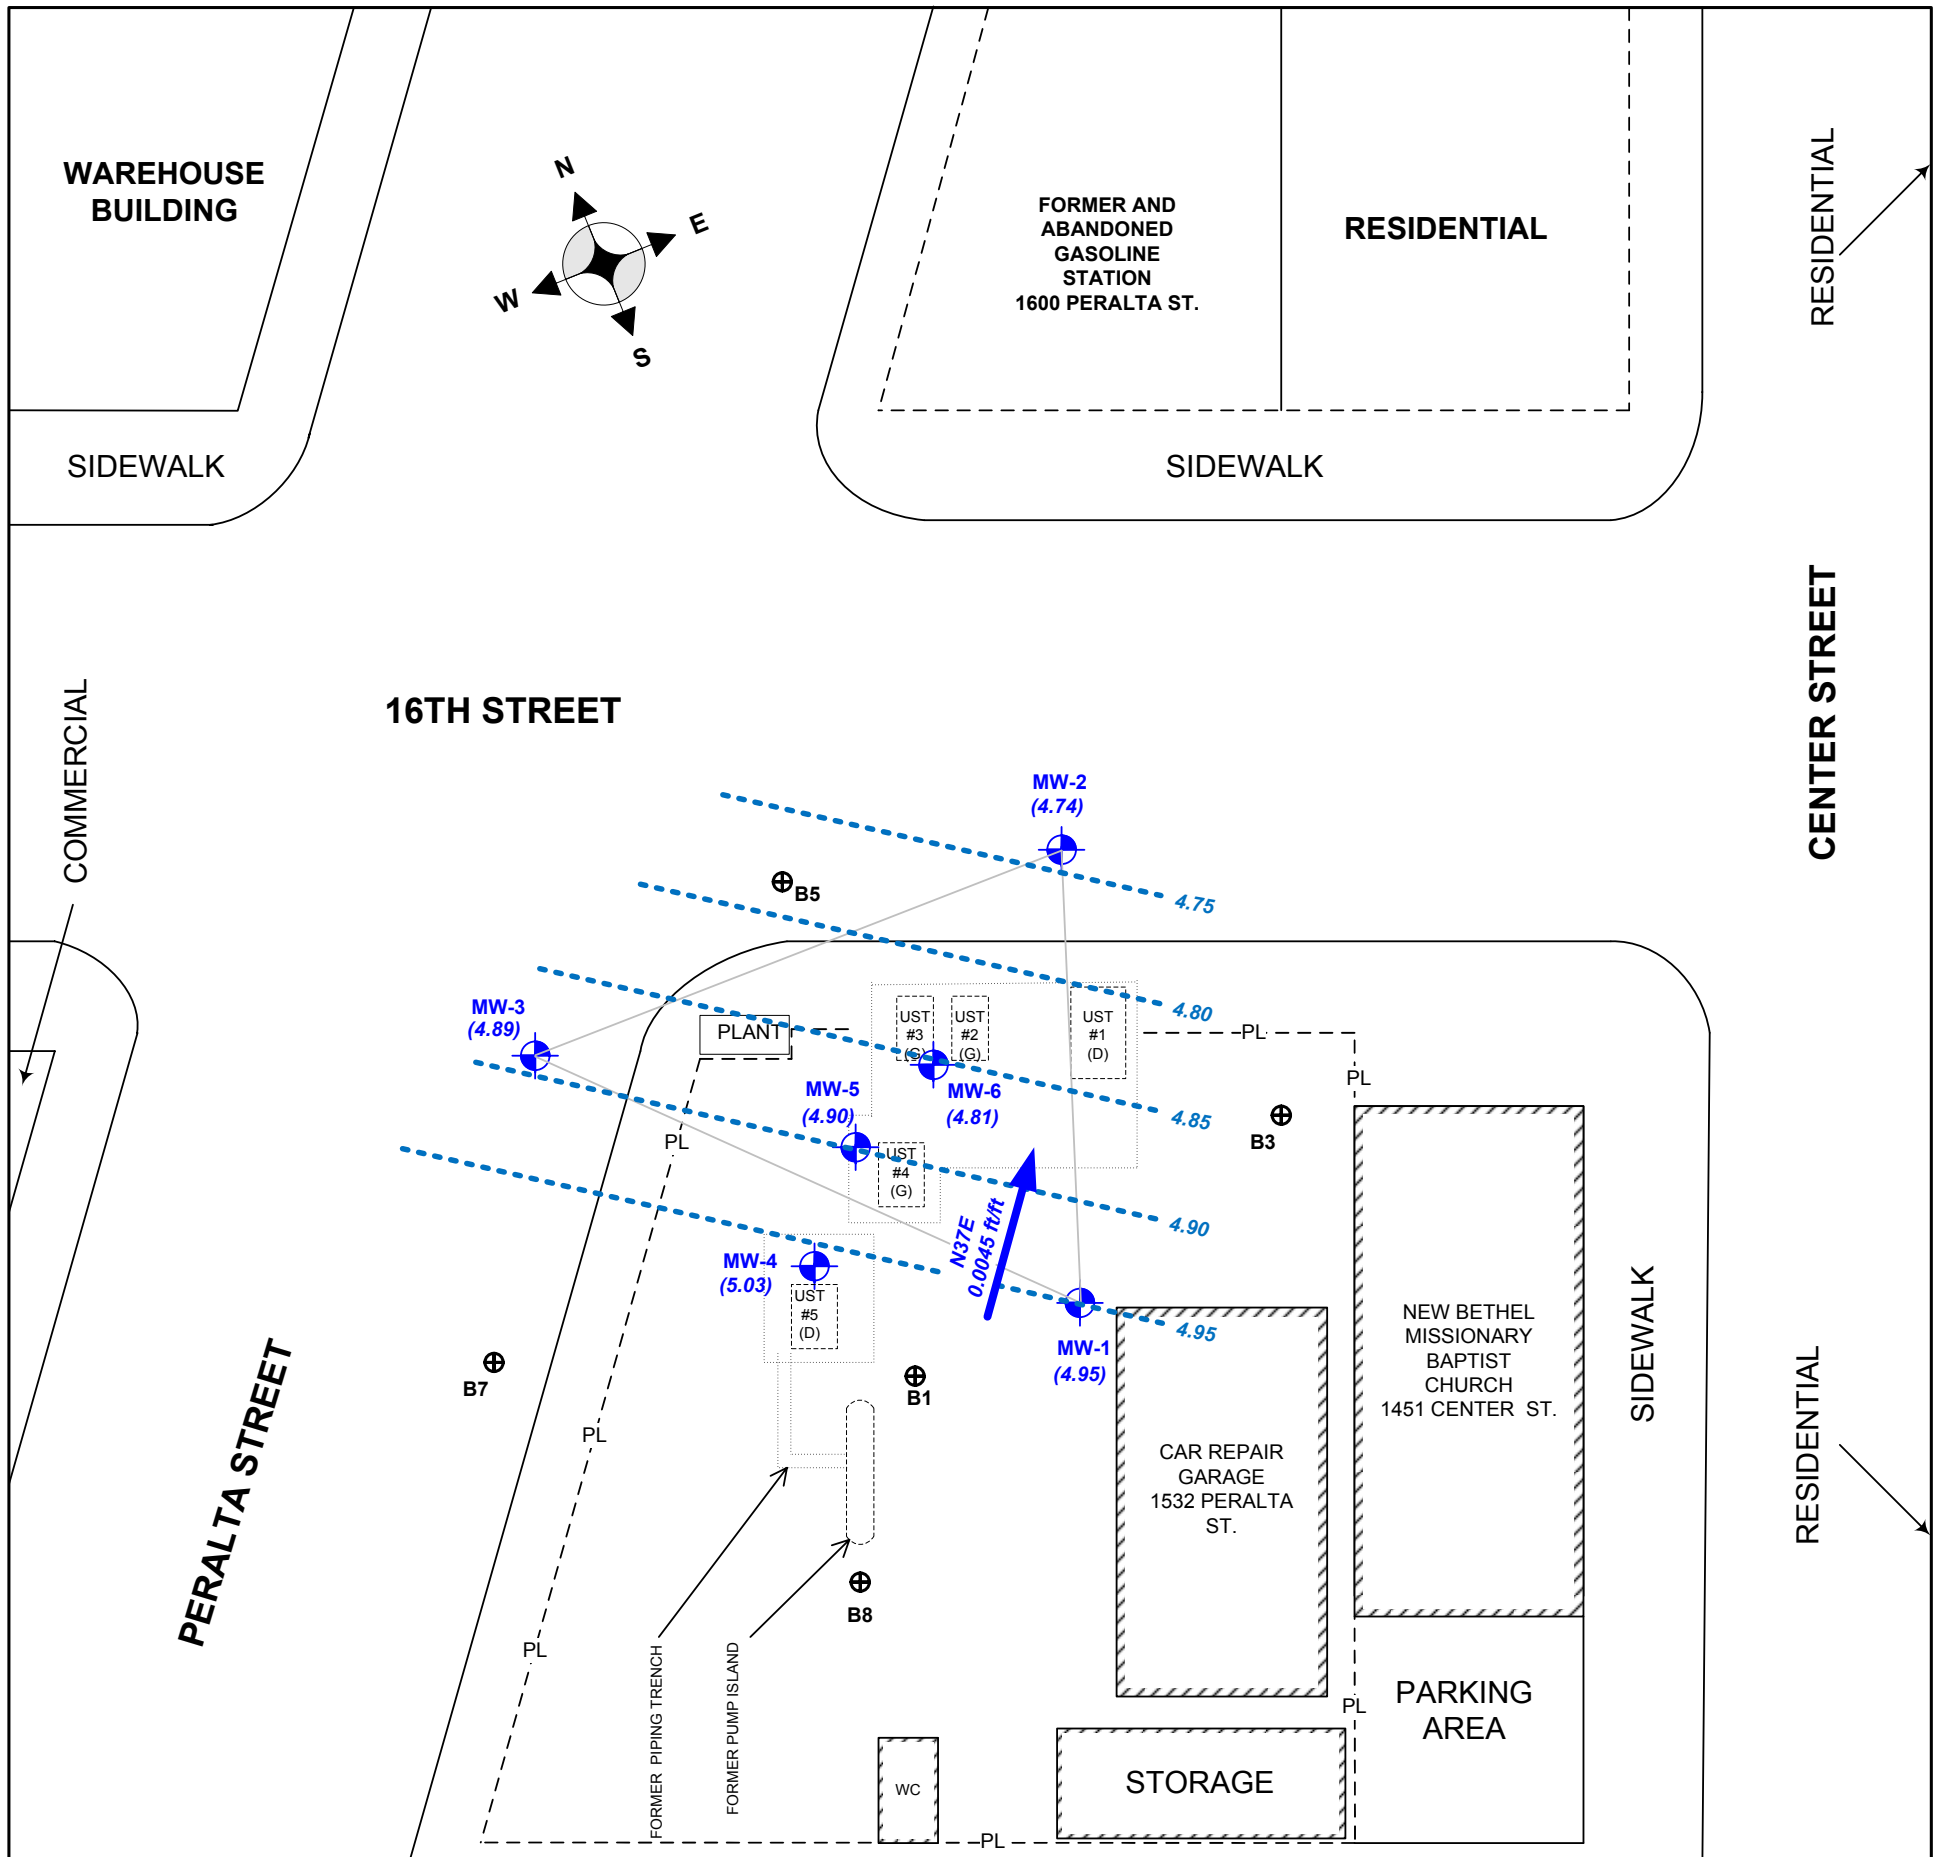 WAREHOUSE
BUILDING
N
E
W
S
FORMER AND
ABANDONED
GASOLINE
STATION
1600 PERALTA ST.
RESIDENTIAL
RESIDENTIAL
SIDEWALK
SIDEWALK
16TH STREET
CENTER STREET
COMMERCIAL
MW-2
(4.74)
B5
4.75
MW-3
(4.89)
4.80
PLANT
UST
#3
(G)
UST
#2
(G)
UST
#1
(D)
PL
PL
MW-5
(4.90)
MW-6
(4.81)
4.85
B3
PL
UST
#4
(G)
4.90
N37E
0.0045 ft/ft
MW-4
(5.03)
UST
#5
(D)
4.95
MW-1
(4.95)
B7
B1
NEW BETHEL
MISSIONARY
BAPTIST
CHURCH
1451 CENTER ST.
SIDEWALK
RESIDENTIAL
PERALTA STREET
PL
CAR REPAIR
GARAGE
1532 PERALTA
ST.
B8
PL
FORMER PIPING TRENCH
FORMER PUMP ISLAND
PL
PARKING
AREA
WC
STORAGE
PL